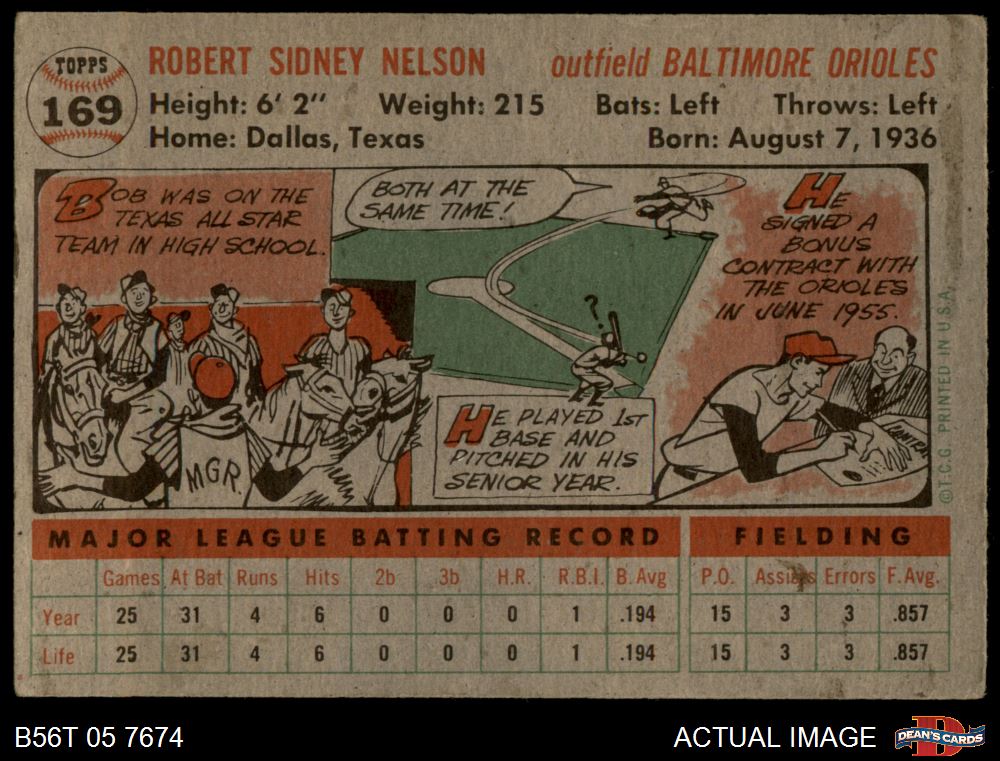 TOPPS
169
ROBERT SIDNEY NELSON
outfield BALTIMORE ORIOLES
Height: 6' 2" Weight: 215 Bats: Left Throws: Left
Home: Dallas, Texas Born: August 7, 1936
BOB WAS ON THE
TEXAS ALL STAR
TEAM IN HIGH SCHOOL.
MGR.
BOTH AT THE
SAME TIME!
?
HE PLAYED 1ST
BASE AND
PITCHED IN HIS
SENIOR YEAR.
HE
SIGNED A
BONUS
CONTRACT WITH
THE ORIOLES
IN JUNE 1955.
CONTRACT
©T.C.G. PRINTED IN U.S.A.
MAJOR LEAGUE BATTING RECORD FIELDING
Games At Bat Runs Hits 2b 3b H.R. R.B.I. B. Avg P.O. Assists Errors F. Avg.
Year 25 31 4 6 0 0 0 1 .194 15 3 3 .857
Life 25 31 4 6 0 0 0 1 .194 15 3 3 .857
B56T 05 7674
ACTUAL IMAGE
DEAN'S CARDS